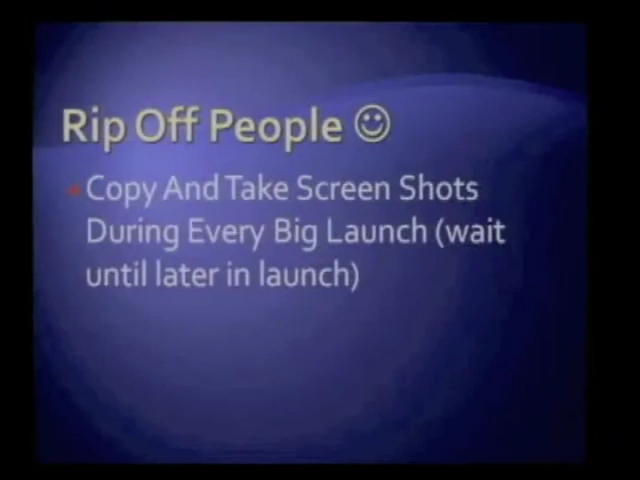 Rip Off People ☺
Copy And Take Screen Shots
During Every Big Launch (wait
until later in launch)